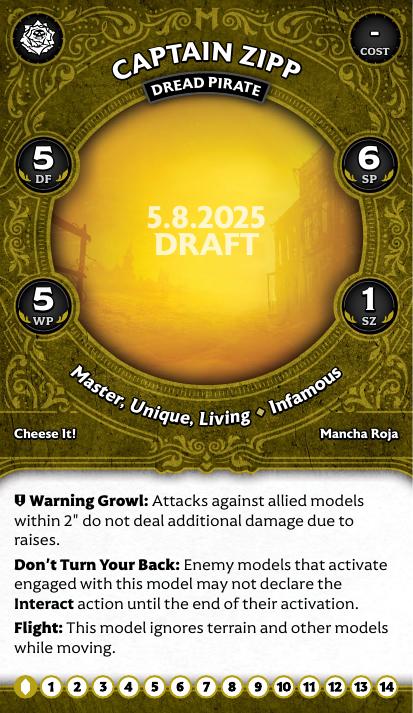 M
-
COST
CAPTAIN ZIPP
DREAD PIRATE
5
DF
6
SP
5.8.2025
DRAFT
5
WP
1
SZ
Master, Unique, Living ⬥ Infamous
Cheese It!
Mancha Roja
Warning Growl: Attacks against allied models
within 2" do not deal additional damage due to
raises.
Don't Turn Your Back: Enemy models that activate
engaged with this model may not declare the
Interact action until the end of their activation.
Flight: This model ignores terrain and other models
while moving.
1 2 3 4 5 6 7 8 9 10 11 12 13 14